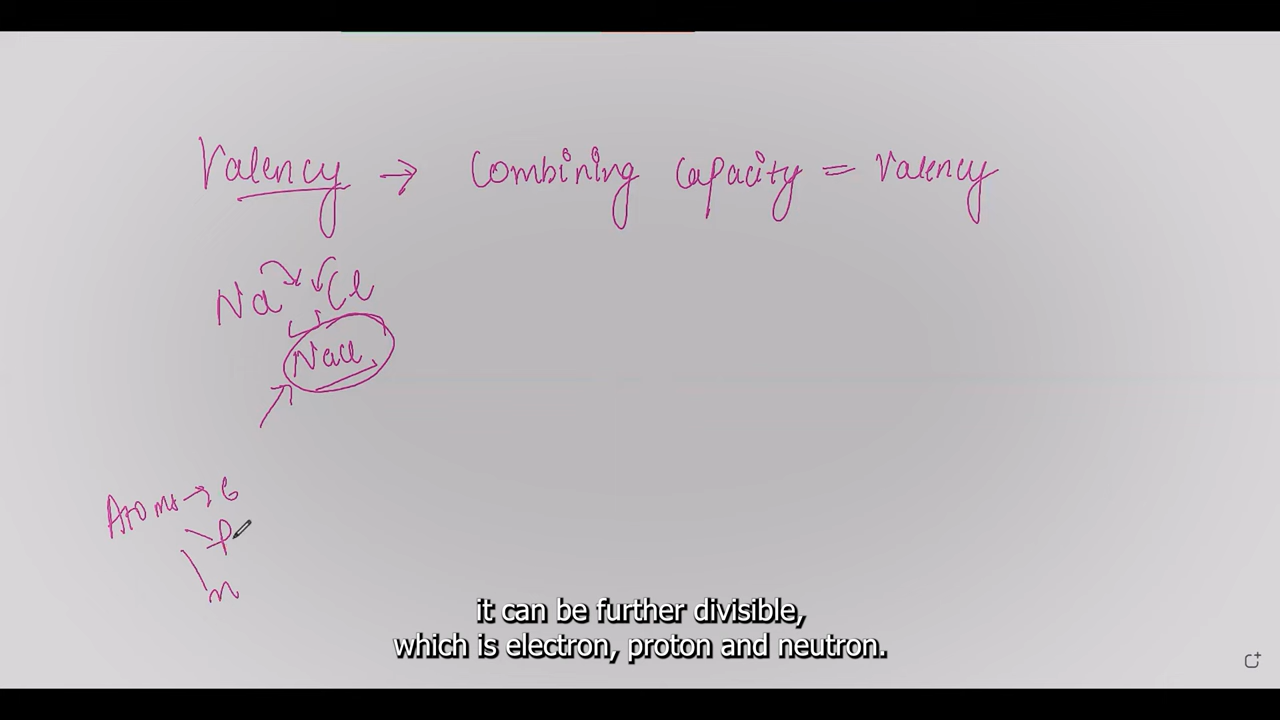 Valency → Combining Capacity = Valency
Na Cl
NaCl
Atoms → e
p
n
it can be further divisible,
which is electron, proton and neutron.